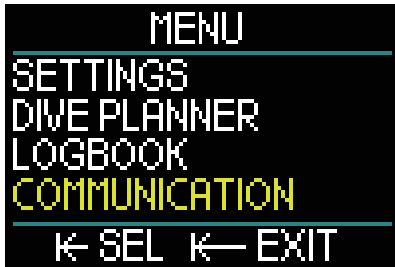 MENU
SETTINGS
DIVE PLANNER
LOGBOOK
COMMUNICATION
SEL EXIT